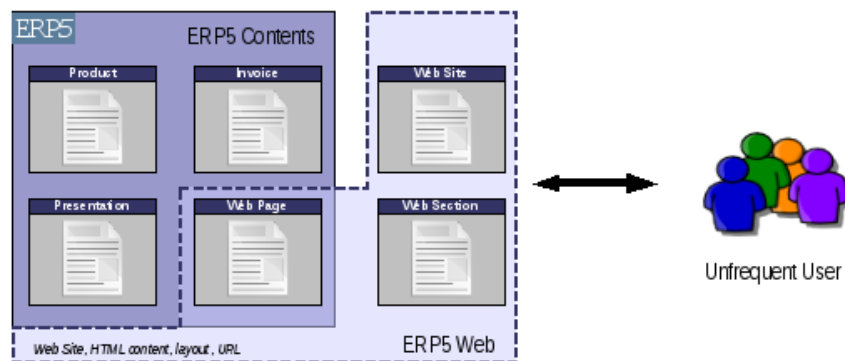 ERP5
ERP5 Contents
Product
Invoice
Web Site
Presentation
Web Page
Web Section
Unfrequent User
Web Site, HTML content, layout, URL
ERP5 Web